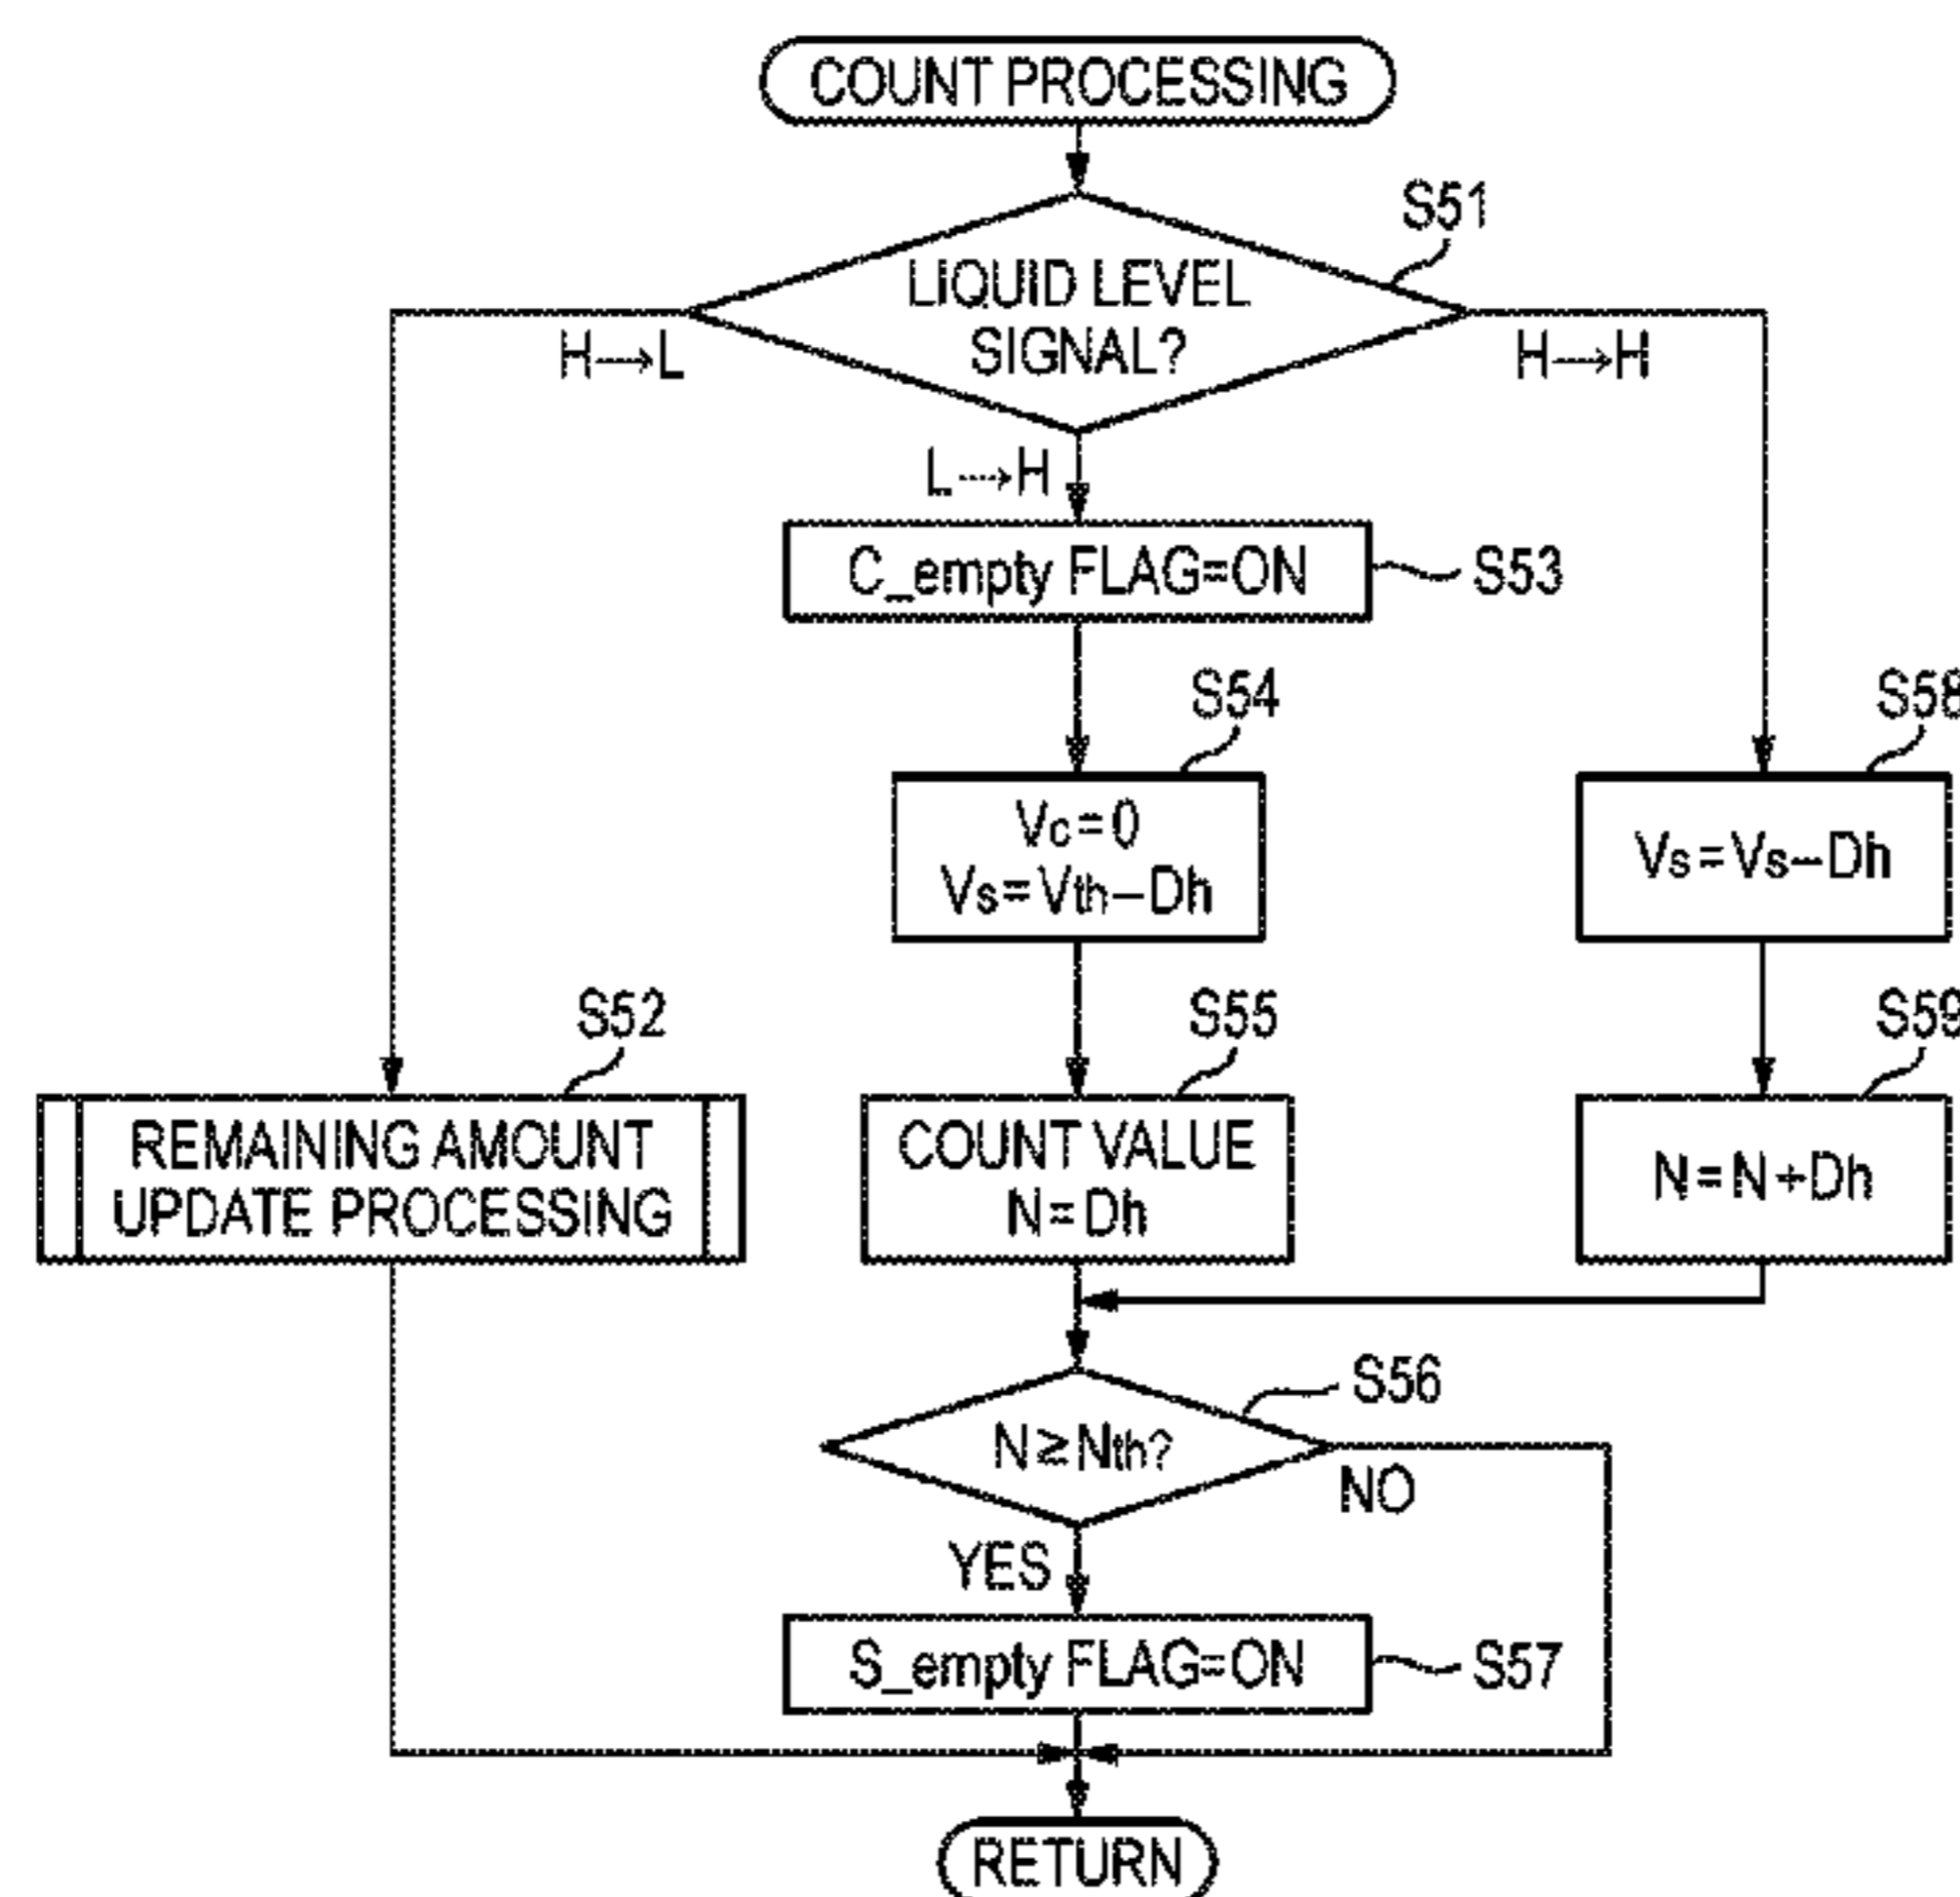 COUNT PROCESSING
S51
LIQUID LEVEL
SIGNAL?
H→L
H→H
L→H
C_empty FLAG=ON
S53
S54
S58
Vc=0
Vs=Vth-Dh
Vs=Vs-Dh
S52
S55
S59
REMAINING AMOUNT
UPDATE PROCESSING
COUNT VALUE
N=Dh
N=N+Dh
S56
N≥Nth?
NO
YES
S_empty FLAG=ON
S57
RETURN